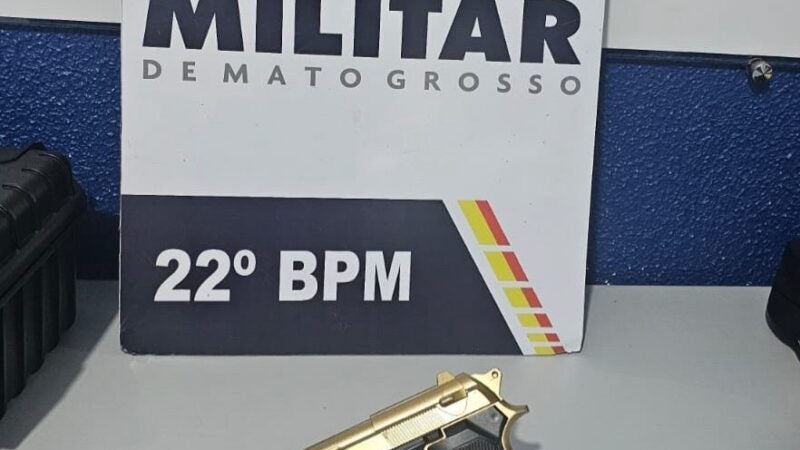 MILITAR
DE MATO GROSSO
22º BPM